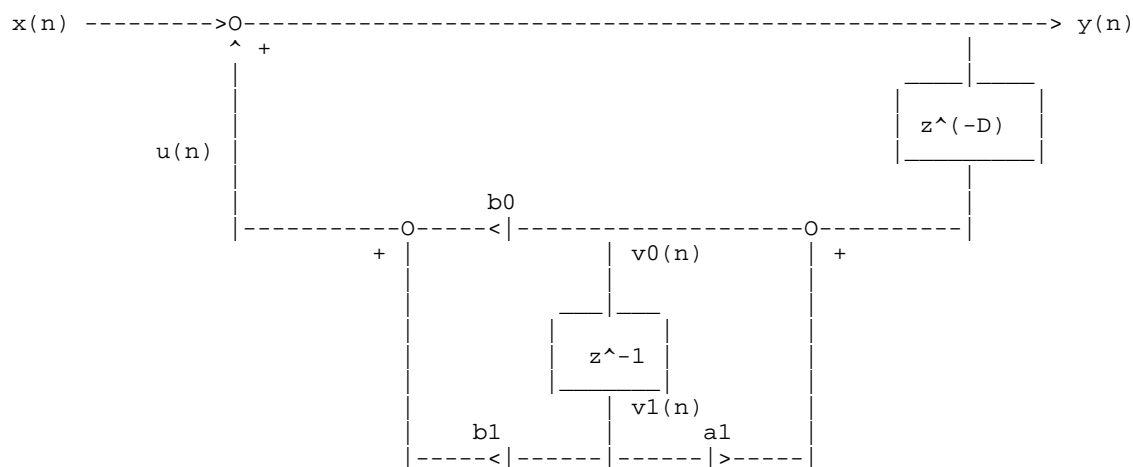 x(n) y(n)
+
z^(-D)
u(n)
b0
+ v0(n) +
z^-1
v1(n)
b1 a1